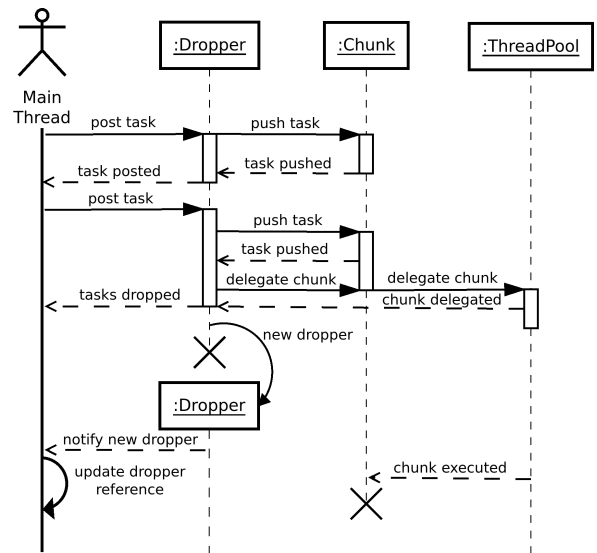 :Dropper
:Chunk
:ThreadPool
Main
Thread
post task
push task
task pushed
task posted
post task
push task
task pushed
delegate chunk
delegate chunk
tasks dropped
chunk delegated
new dropper
:Dropper
notify new dropper
update dropper
reference
chunk executed